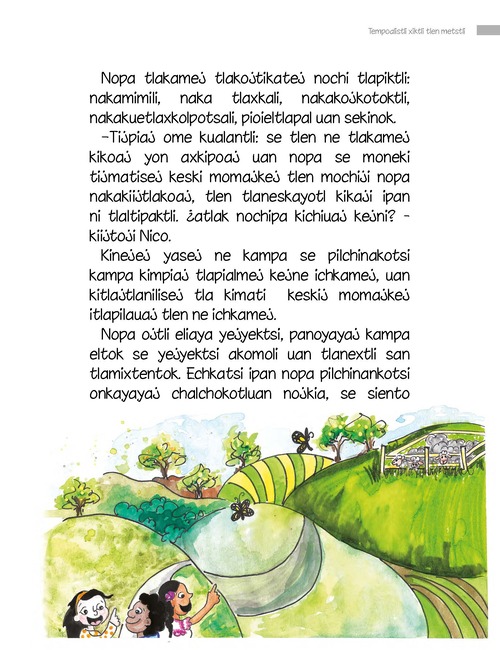 Tempoalistli xiktli tlen metstli
Nopa tlakamej tlakojtikatej nochi tlapiktli:
nakamimili, naka tlaxkali, nakakojkotoktli,
nakakuetlaxkolpotsali, pioieltlapal uan sekinok.
–Tijpiaj ome kualantli: se tlen ne tlakamej
kikoaj yon axkipoaj uan nopa se moneki
tijmatisej keski momajkej tlen mochiji nopa
nakakiijtlakoaj, tlen tlaneskayotl kikaji ipan
ni tlaltipaktli. ¿atlak nochipa kichiuaj kejni? -
kiijtoji Nico.
Kinejej yasej ne kampa se pilchinakotsi
kampa kimpiaj tlapialmej kejne ichkamej, uan
kitlajtlanilisej tla kimati keskij momajkej
itlapilauaj tlen ne ichkamej.
Nopa ojtli eliaya yejyektsi, panoyayaj kampa
eltok se yejyektsi akomoli uan tlanextli san
tlamixtentok. Echkatsi ipan nopa pilchinankotsi
onkayayaj chalchokotluan nojkia, se siento